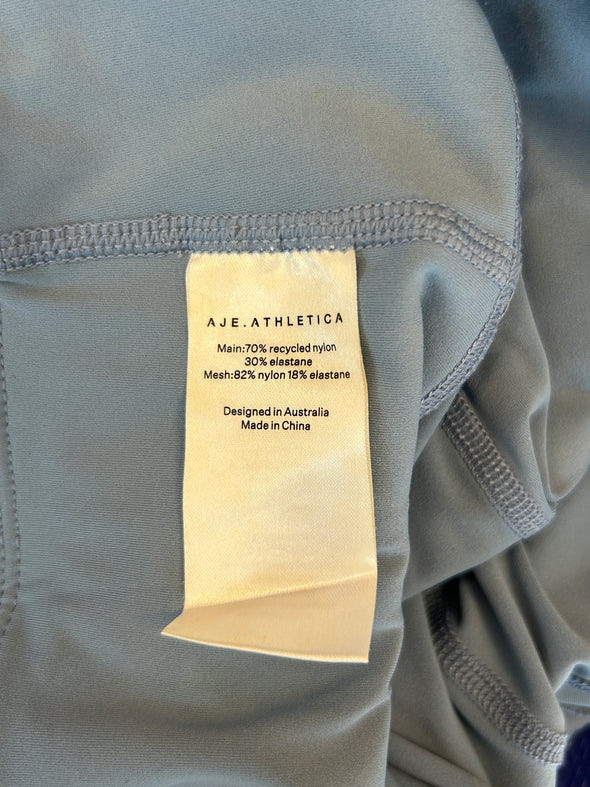 AJE.ATHLETICA
Main:70% recycled nylon
30% elastane
Mesh:82% nylon 18% elastane
Designed in Australia
Made in China